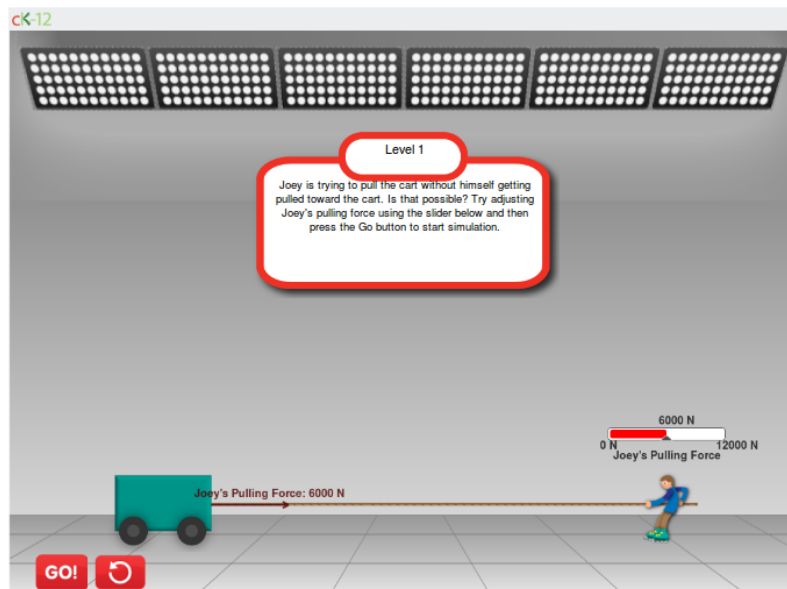 cK-12
Level 1
Joey is trying to pull the cart without himself getting
pulled toward the cart. Is that possible? Try adjusting
Joey's pulling force using the slider below and then
press the Go button to start simulation.
6000 N
0 N
12000 N
Joey's Pulling Force
Joey's Pulling Force: 6000 N
GO!